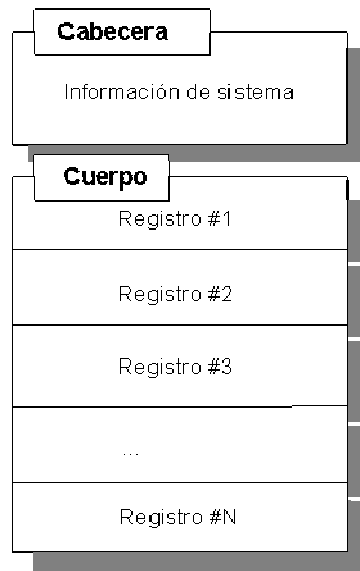 Cabecera
Información de sistema
Cuerpo
Registro #1
Registro #2
Registro #3
...
Registro #N